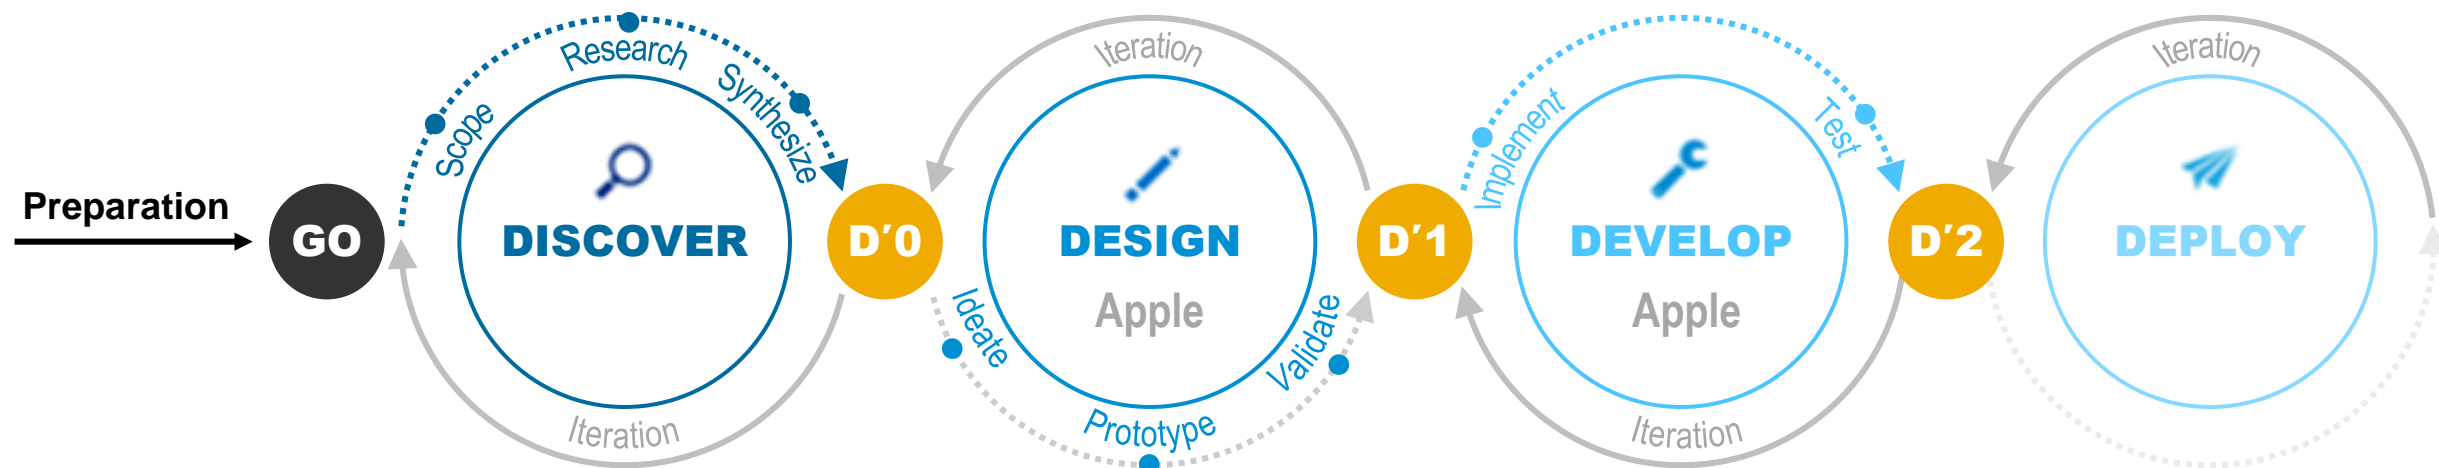 Preparation
GO
Scope
Research
Synthesize
DISCOVER
Iteration
D'0
Iteration
DESIGN
Apple
Ideate
Prototype
Validate
D'1
Implement
Test
DEVELOP
Apple
Iteration
D'2
Iteration
DEPLOY